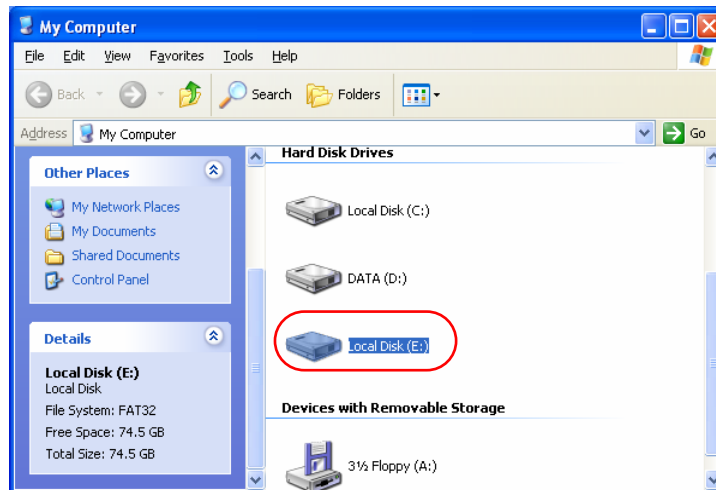 My Computer
File Edit View Favorites Tools Help
Back Search Folders
Address My Computer Go
Other Places
My Network Places
My Documents
Shared Documents
Control Panel
Details
Local Disk (E:)
Local Disk
File System: FAT32
Free Space: 74.5 GB
Total Size: 74.5 GB
Hard Disk Drives
Local Disk (C:)
DATA (D:)
Local Disk (E:)
Devices with Removable Storage
3½ Floppy (A:)